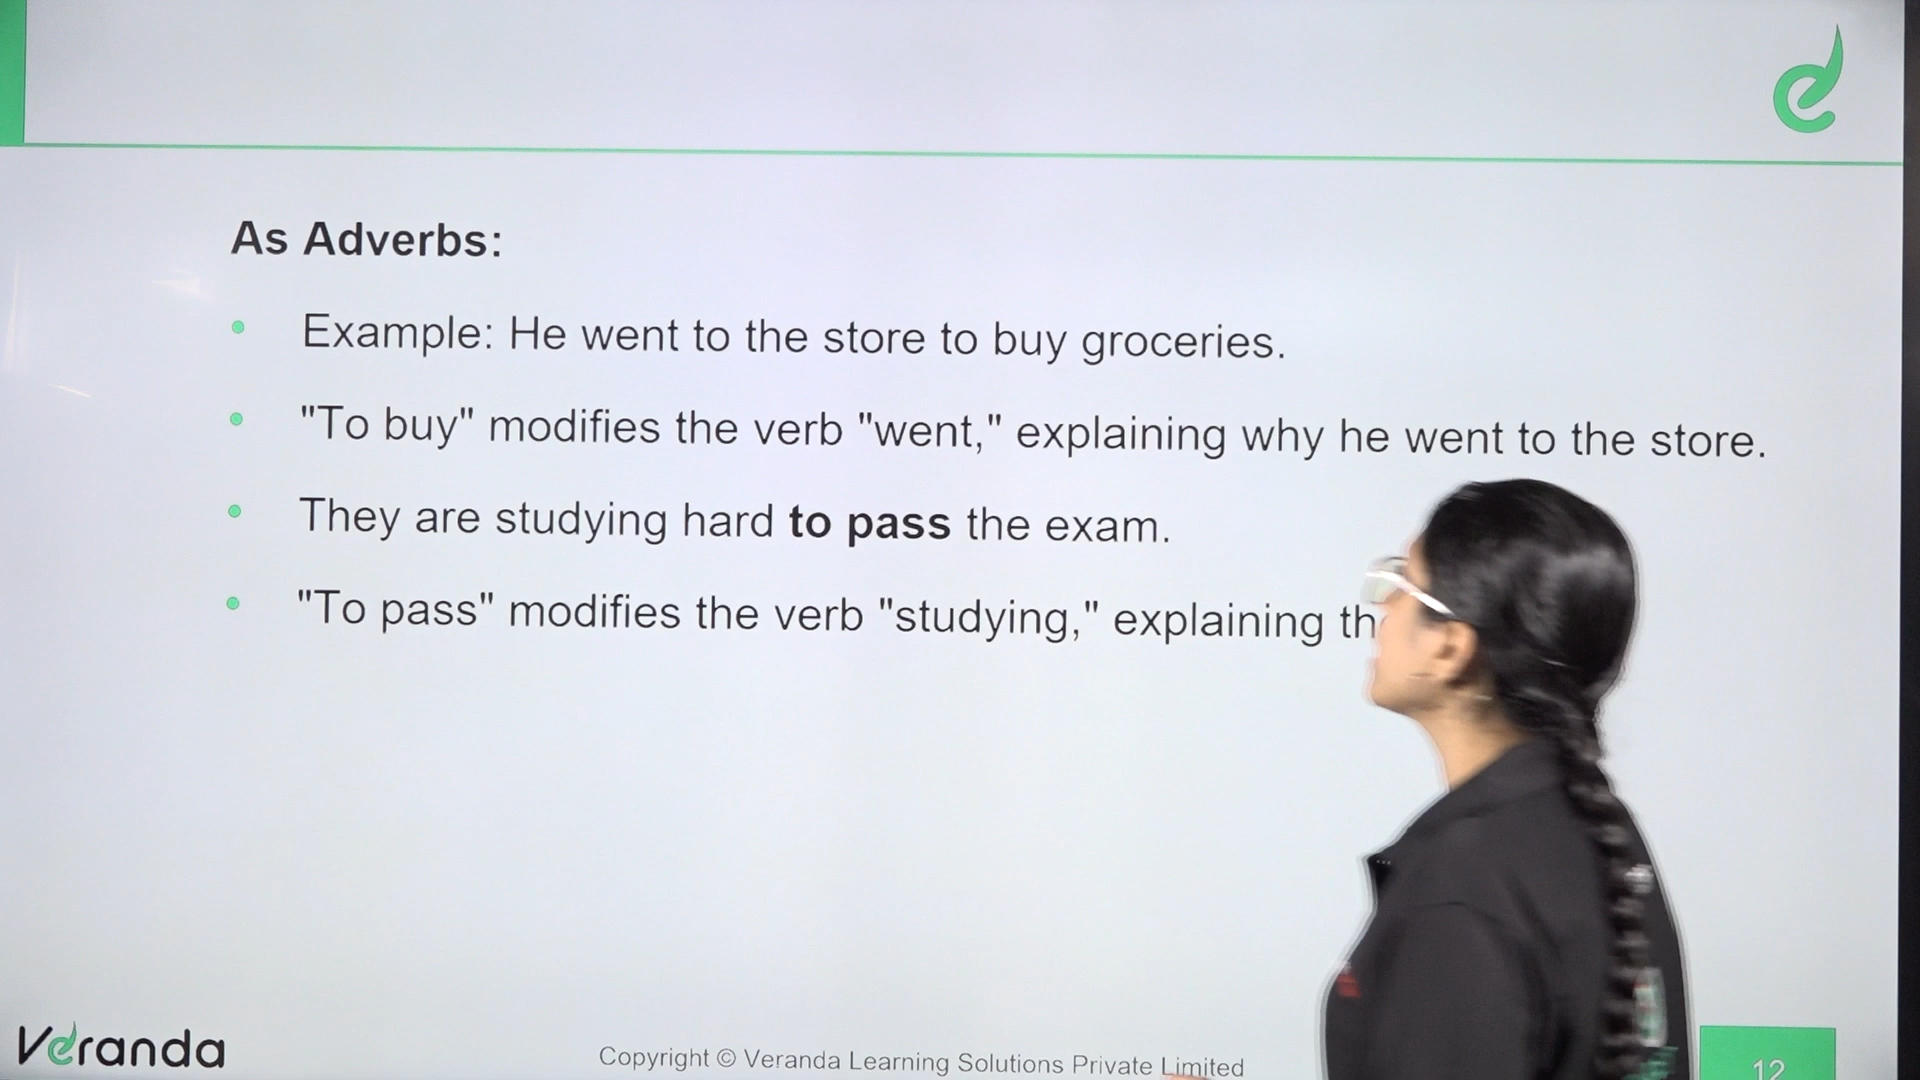 As Adverbs:
Example: He went to the store to buy groceries.
"To buy" modifies the verb "went," explaining why he went to the store.
They are studying hard to pass the exam.
"To pass" modifies the verb "studying," explaining
Veranda
Copyright © Veranda Learning Solutions Private Limited
12